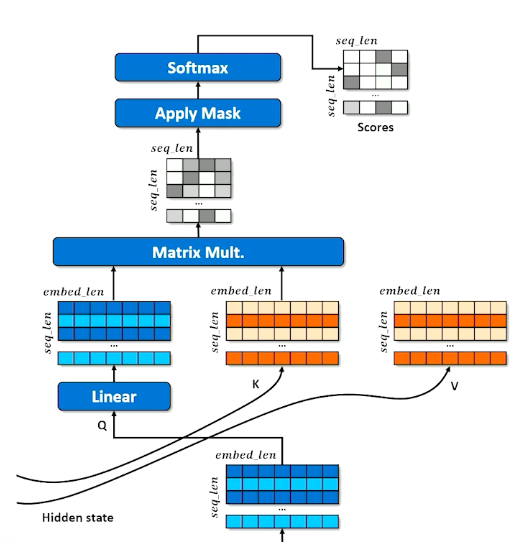 seq_len
Softmax
seq_len
...
Apply Mask
Scores
seq_len
seq_len
...
Matrix Mult.
embed_len
embed_len
embed_len
seq_len
seq_len
seq_len
...
...
...
Linear
K
V
Q
embed_len
seq_len
...
Hidden state